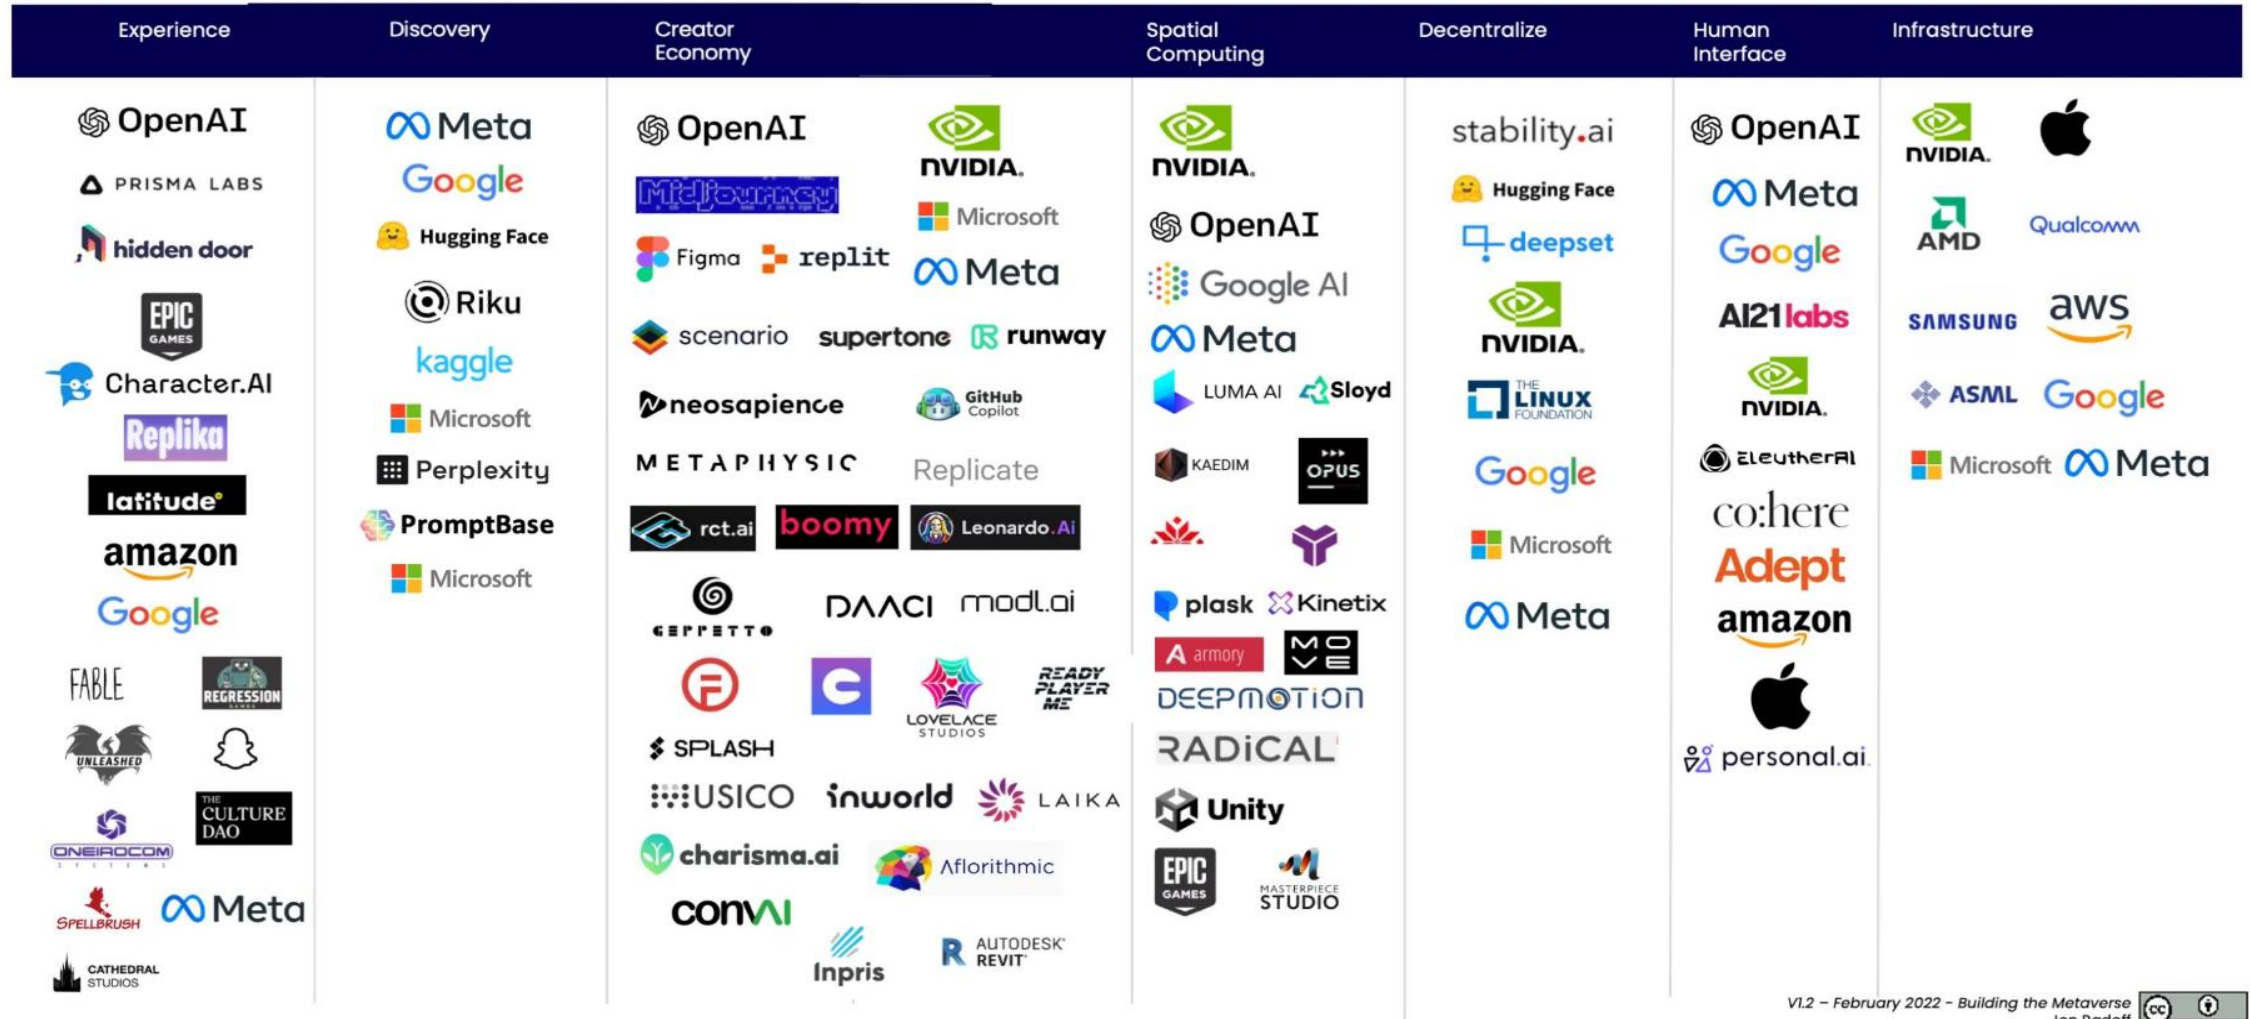 Experience
Discovery
Creator
Economy
Spatial
Computing
Decentralize
Human
Interface
Infrastructure
OpenAI
PRISMA LABS
hidden door
EPIC
GAMES
Character.AI
Replika
latitude
amazon
Google
FABLE
REGRESSION
GAMES
UNLEASHED
THE
CULTURE
DAO
ONEIROCOM
SYSTEMS
SPELLBRUSH
Meta
CATHEDRAL
STUDIOS
Meta
Google
Hugging Face
Riku
kaggle
Microsoft
Perplexity
PromptBase
Microsoft
OpenAI
NVIDIA.
Midjourney
Microsoft
Figma
replit
Meta
scenario
supertone
runway
neosapience
GitHub
Copilot
METAPHYSIC
Replicate
rct.ai
boomy
Leonardo.Ai
GEPPETTO
DAACI
modl.ai
F
C
LOVELACE
STUDIOS
READY
PLAYER
ME
SPLASH
MUSICO
inworld
LAIKA
charisma.ai
Aflorithmic
convAI
Inpris
R AUTODESK®
REVIT®
NVIDIA.
OpenAI
Google AI
Meta
LUMA AI
Sloyd
KAEDIM
OPUS
plask
Kinetix
A armory
MOVE
DEEPMOTION
RADiCAL
Unity
EPIC
GAMES
MASTERPIECE
STUDIO
stability.ai
Hugging Face
deepset
NVIDIA.
THE
LINUX
FOUNDATION
Google
Microsoft
Meta
OpenAI
Meta
Google
AI21labs
NVIDIA.
EleutherAI
co:here
Adept
amazon
personal.ai
NVIDIA.
AMD
Qualcomm
SAMSUNG
aws
ASML
Google
Microsoft
Meta
V1.2 – February 2022 - Building the Metaverse
Jon Radoff
cc